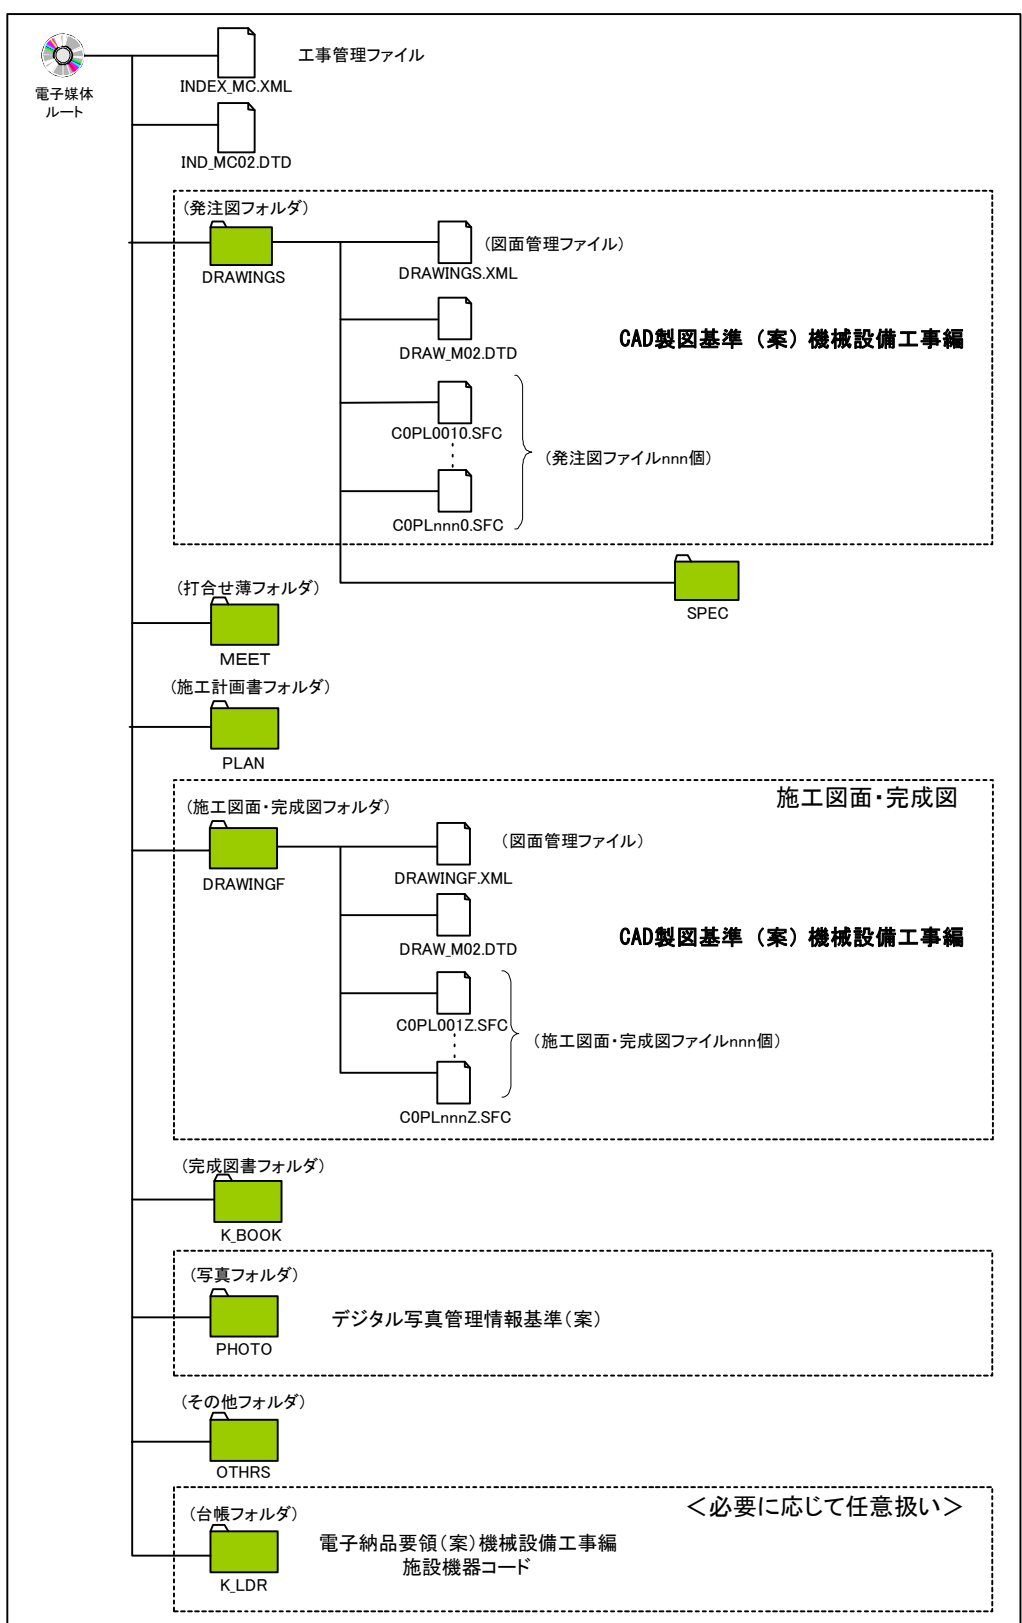 工事管理ファイル
INDEX_MC.XML
電子媒体
ルート
IND_MC02.DTD
(発注図フォルダ)
DRAWINGS
(図面管理ファイル)
DRAWINGS.XML
DRAW_M02.DTD
CAD製図基準（案）機械設備工事編
C0PL0010.SFC
(発注図ファイルnnn個)
C0PLnnn0.SFC
SPEC
(打合せ薄フォルダ)
MEET
(施工計画書フォルダ)
PLAN
施工図面・完成図
(施工図面・完成図フォルダ)
DRAWINGF
(図面管理ファイル)
DRAWINGF.XML
DRAW_M02.DTD
CAD製図基準（案）機械設備工事編
C0PL001Z.SFC
(施工図面・完成図ファイルnnn個)
C0PLnnnZ.SFC
(完成図書フォルダ)
K_BOOK
(写真フォルダ)
デジタル写真管理情報基準(案)
PHOTO
(その他フォルダ)
OTHRS
＜必要に応じて任意扱い＞
(台帳フォルダ)
電子納品要領(案)機械設備工事編
施設機器コード
K_LDR